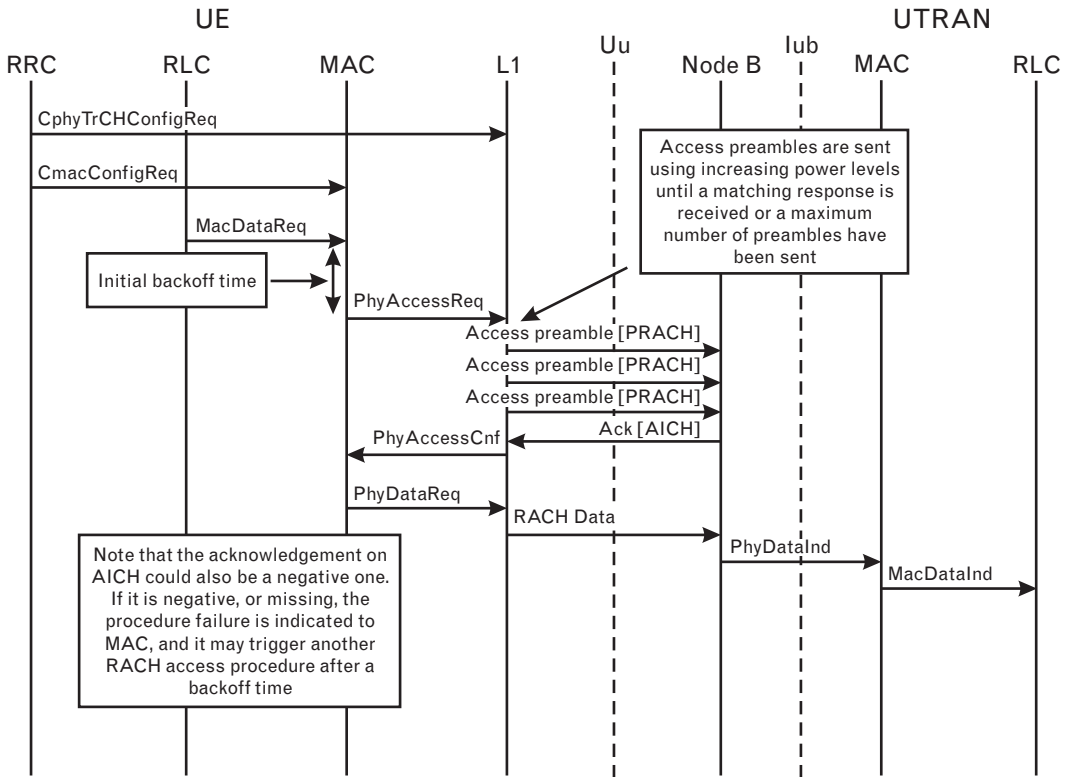 UE
UTRAN
Uu
Iub
RRC
RLC
MAC
L1
Node B
MAC
RLC
CphyTrCHConfigReq
Access preambles are sent
using increasing power levels
until a matching response is
received or a maximum
number of preambles have
been sent
CmacConfigReq
MacDataReq
Initial backoff time
PhyAccessReq
Access preamble [PRACH]
Access preamble [PRACH]
Access preamble [PRACH]
Ack [AICH]
PhyAccessCnf
PhyDataReq
RACH Data
PhyDataInd
MacDataInd
Note that the acknowledgement on
AICH could also be a negative one.
If it is negative, or missing, the
procedure failure is indicated to
MAC, and it may trigger another
RACH access procedure after a
backoff time